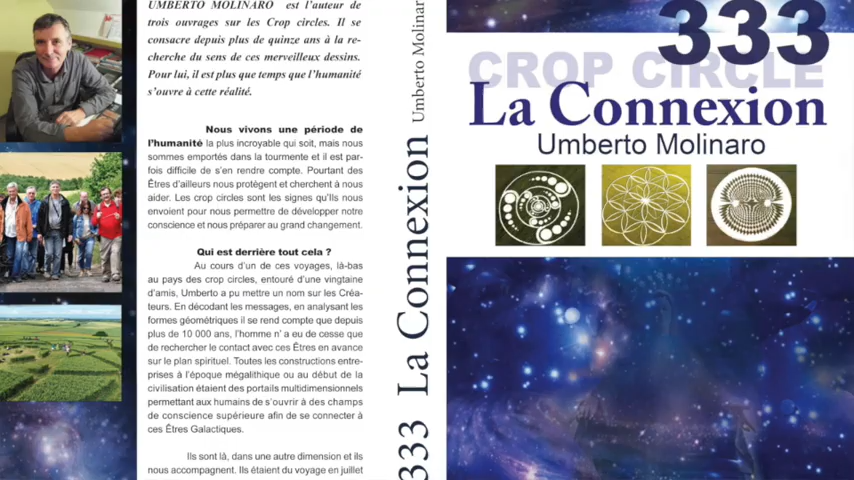 UMBERTO MOLINARO est l'auteur de
trois ouvrages sur les Crop circles. Il se
consacre depuis plus de quinze ans à la re-
cherche du sens de ces merveilleux dessins.
Pour lui, il est plus que temps que l'humanité
s'ouvre à cette réalité.
Nous vivons une période de
l'humanité la plus incroyable qui soit, mais nous
sommes emportés dans la tourmente et il est par-
fois difficile de s'en rendre compte. Pourtant des
Êtres d'ailleurs nous protègent et cherchent à nous
aider. Les crop circles sont les signes qu'ils nous
envoient pour nous permettre de développer notre
conscience et nous préparer au grand changement.
Qui est derrière tout cela ?
Au cours d'un de ces voyages, là-bas
au pays des crop circles, entouré d'une vingtaine
d'amis, Umberto a pu mettre un nom sur les Créa-
teurs. En décodant les messages, en analysant les
formes géométriques il se rend compte que depuis
plus de 10 000 ans, l'homme n' a eu de cesse que
de rechercher le contact avec ces Êtres en avance
sur le plan spirituel. Toutes les constructions entre-
prises à l'époque mégalithique ou au début de la
civilisation étaient des portails multidimensionnels
permettant aux humains de s'ouvrir à des champs
de conscience supérieure afin de se connecter à
ces Êtres Galactiques.
Ils sont là, dans une autre dimension et ils
nous accompagnent. Ils étaient du voyage en juillet
333 La Connexion Umberto Molinar
333
CROP CIRCLE
La Connexion
Umberto Molinaro